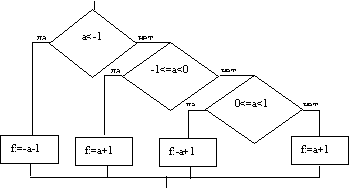 a<-1
да
нет
-1<=a<0
да
нет
0<=a<1
да
нет
f:=-a-1
f:=a+1
f:-a+1
f:=a+1